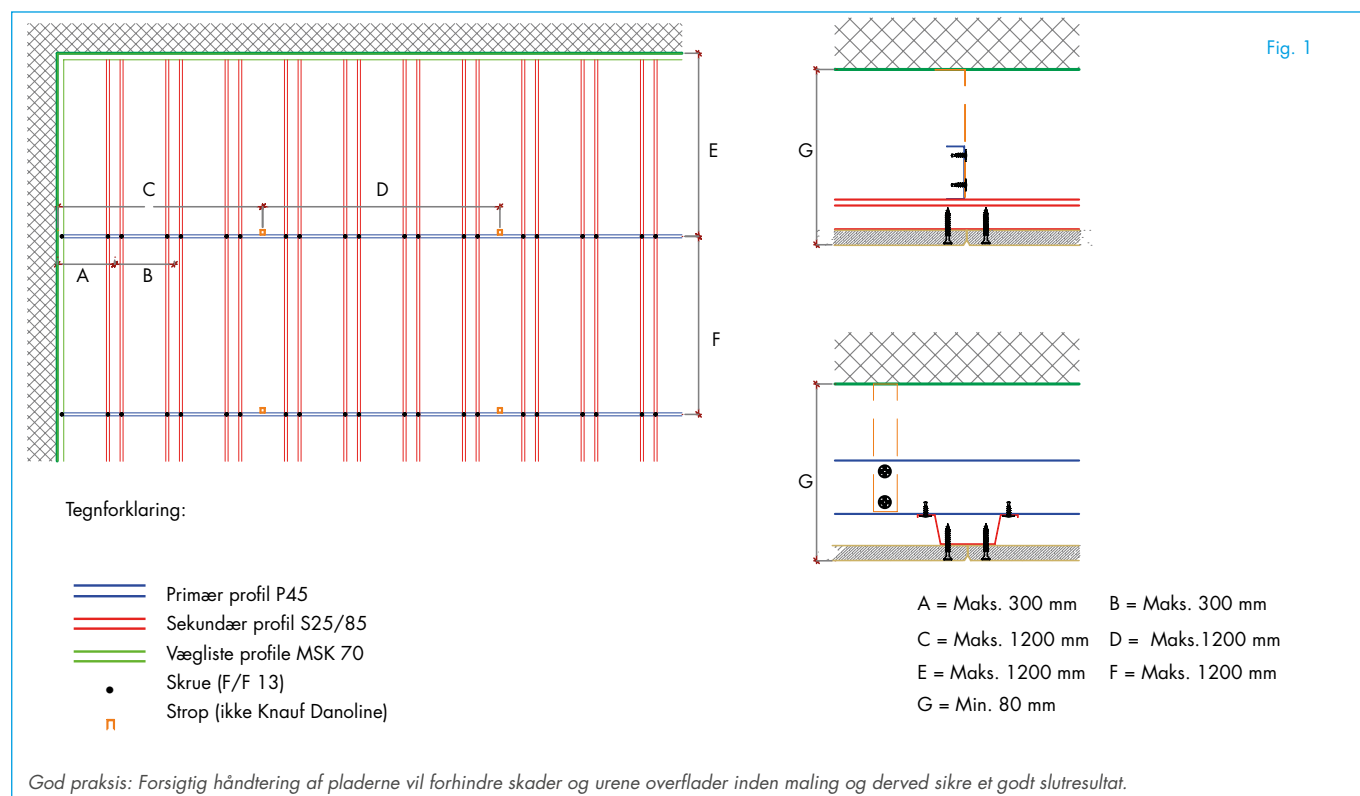 Fig. 1
C
D
E
A
B
F
G
G
Tegnforklaring:
Primær profil P45
Sekundær profil S25/85
Vægliste profile MSK 70
Skrue (F/F 13)
Strop (ikke Knauf Danoline)
A = Maks. 300 mm B = Maks. 300 mm
C = Maks. 1200 mm D = Maks.1200 mm
E = Maks. 1200 mm F = Maks. 1200 mm
G = Min. 80 mm
God praksis: Forsigtig håndtering af pladerne vil forhindre skader og urene overflader inden maling og derved sikre et godt slutresultat.